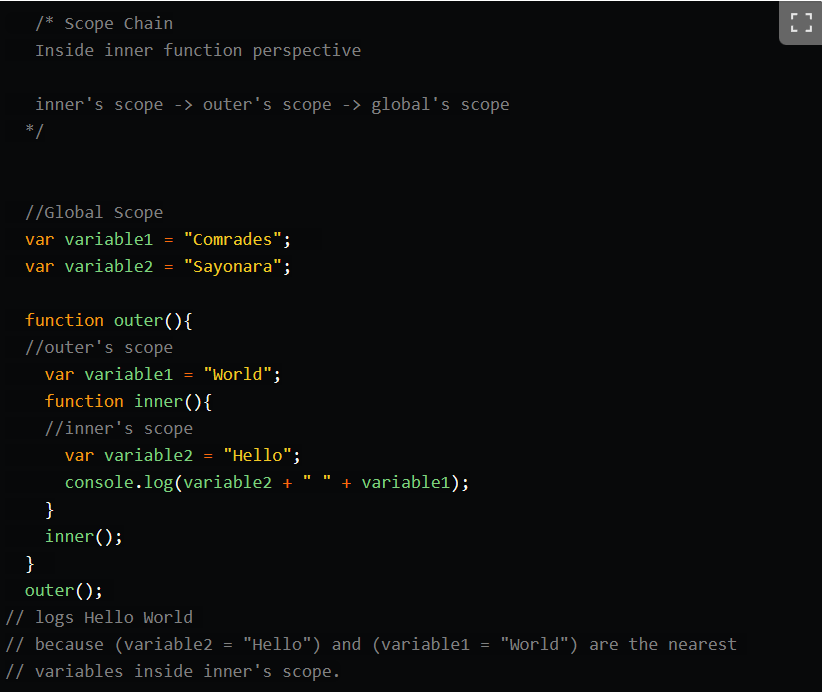 /* Scope Chain
Inside inner function perspective
inner's scope -> outer's scope -> global's scope
*/
//Global Scope
var variable1 = "Comrades";
var variable2 = "Sayonara";
function outer(){
//outer's scope
var variable1 = "World";
function inner(){
//inner's scope
var variable2 = "Hello";
console.log(variable2 + " " + variable1);
}
inner();
}
outer();
// logs Hello World
// because (variable2 = "Hello") and (variable1 = "World") are the nearest
// variables inside inner's scope.